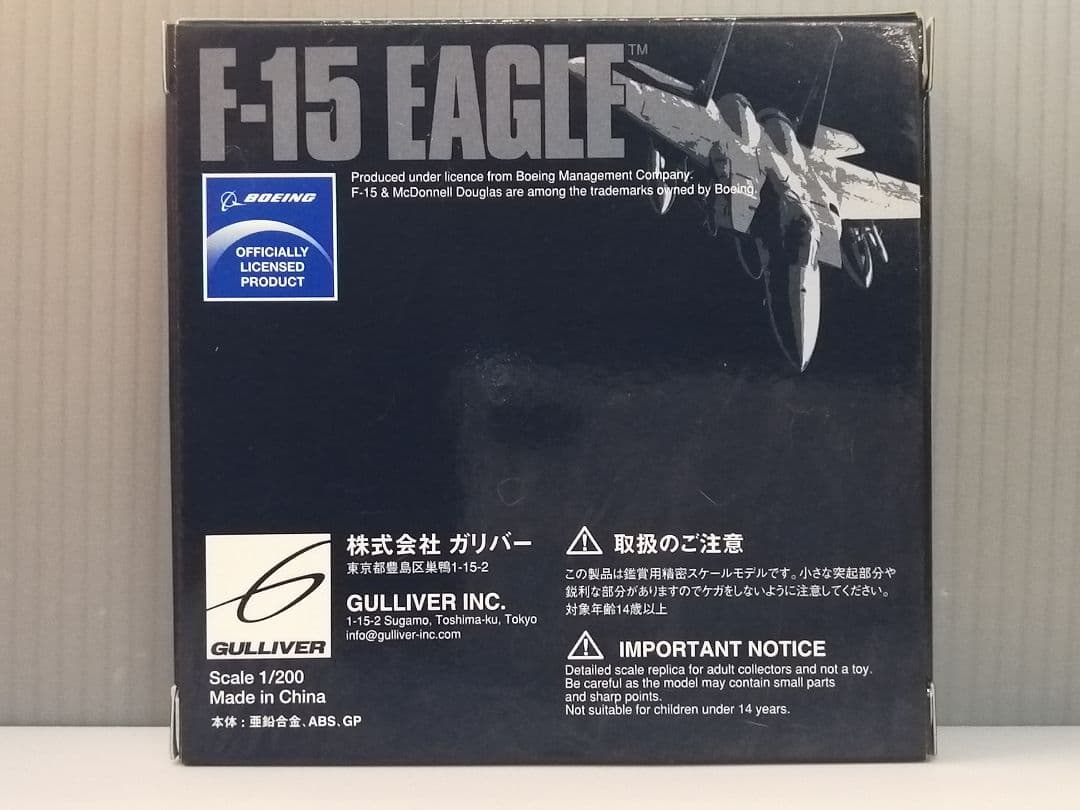 F-15 EAGLE™
Produced under licence from Boeing Management Company.
F-15 & McDonnell Douglas are among the trademarks owned by Boeing.
BOEING
OFFICIALLY
LICENSED
PRODUCT
GULLIVER
株式会社 ガリバー
東京都豊島区巣鴨1-15-2
GULLIVER INC.
1-15-2 Sugamo, Toshima-ku, Tokyo
info@gulliver-inc.com
Scale 1/200
Made in China
本体：亜鉛合金、ABS、GP
取扱のご注意
この製品は鑑賞用精密スケールモデルです。小さな突起部分や
鋭利な部分がありますのでケガをしないように注意してください。
対象年齢14歳以上
IMPORTANT NOTICE
Detailed scale replica for adult collectors and not a toy.
Be careful as the model may contain small parts
and sharp points.
Not suitable for children under 14 years.